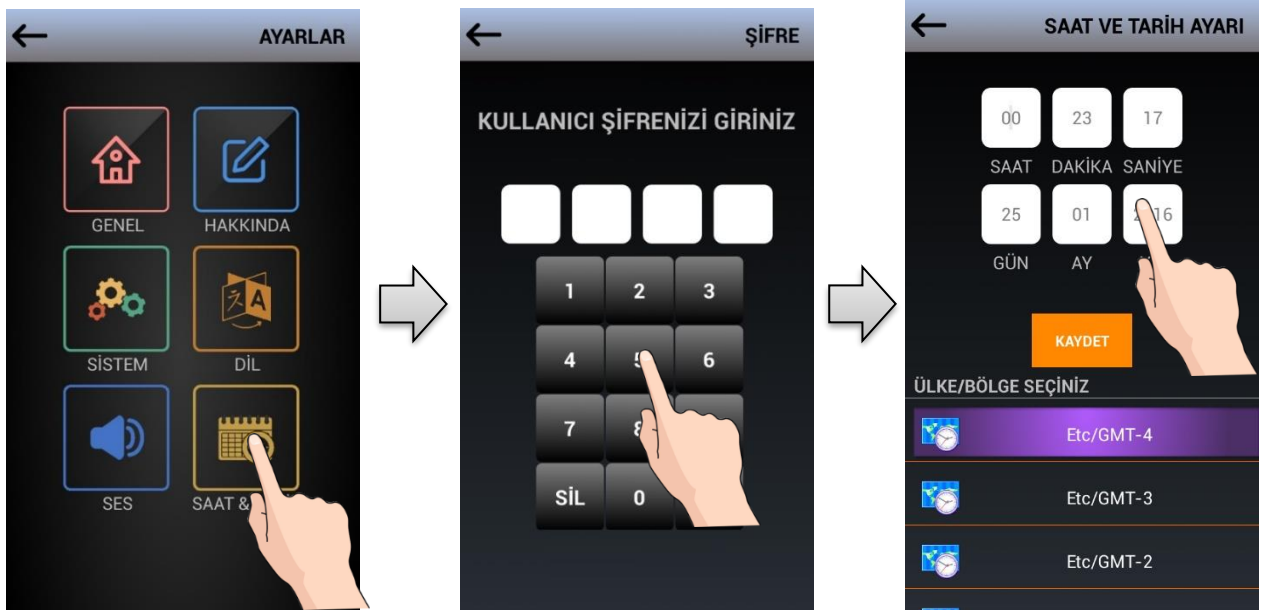 AYARLAR
GENEL
HAKKINDA
SİSTEM
DİL
SES
SAAT &
ŞİFRE
KULLANICI ŞİFRENİZİ GİRİNİZ
1 2 3
4 5 6
7 8
SİL 0
SAAT VE TARİH AYARI
00 23 17
SAAT DAKİKA SANİYE
25 01
GÜN AY
KAYDET
ÜLKE/BÖLGE SEÇİNİZ
Etc/GMT-4
Etc/GMT-3
Etc/GMT-2